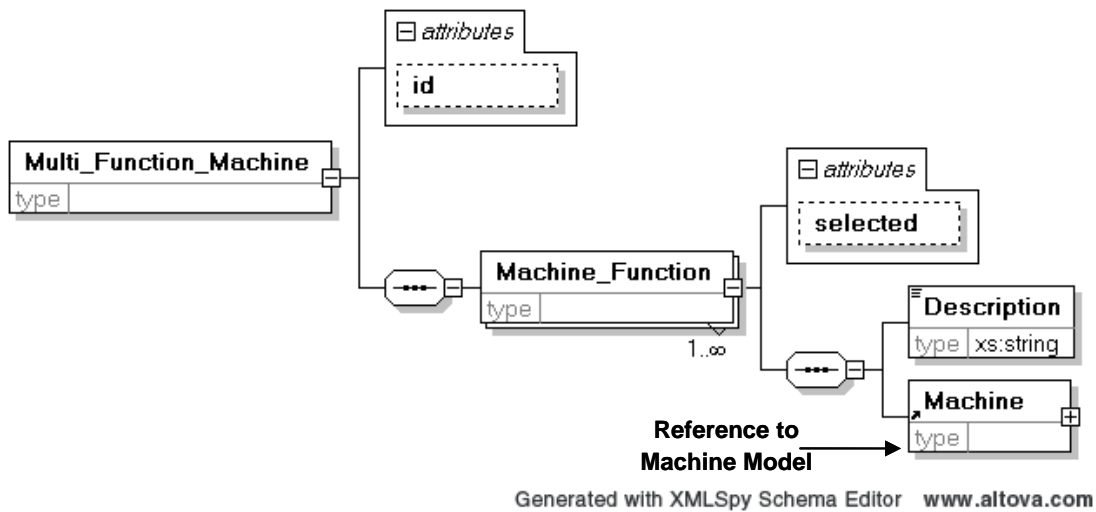 attributes
id
Multi_Function_Machine
type
attributes
selected
Machine_Function
type
1..∞
Description
type xs:string
Machine
type
Reference to
Machine Model
Generated with XMLSpy Schema Editor www.altova.com